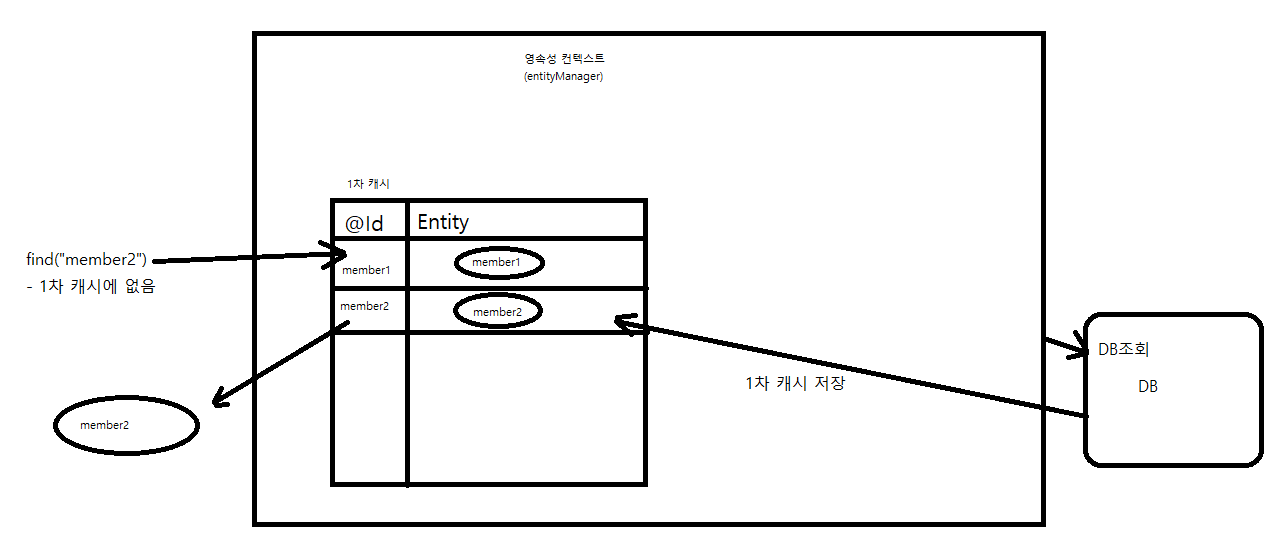 영속성 컨텍스트
(entityManager)
1차 캐시
@Id
Entity
find("member2")
- 1차 캐시에 없음
member1
member1
member2
member2
DB조회
DB
1차 캐시 저장
member2